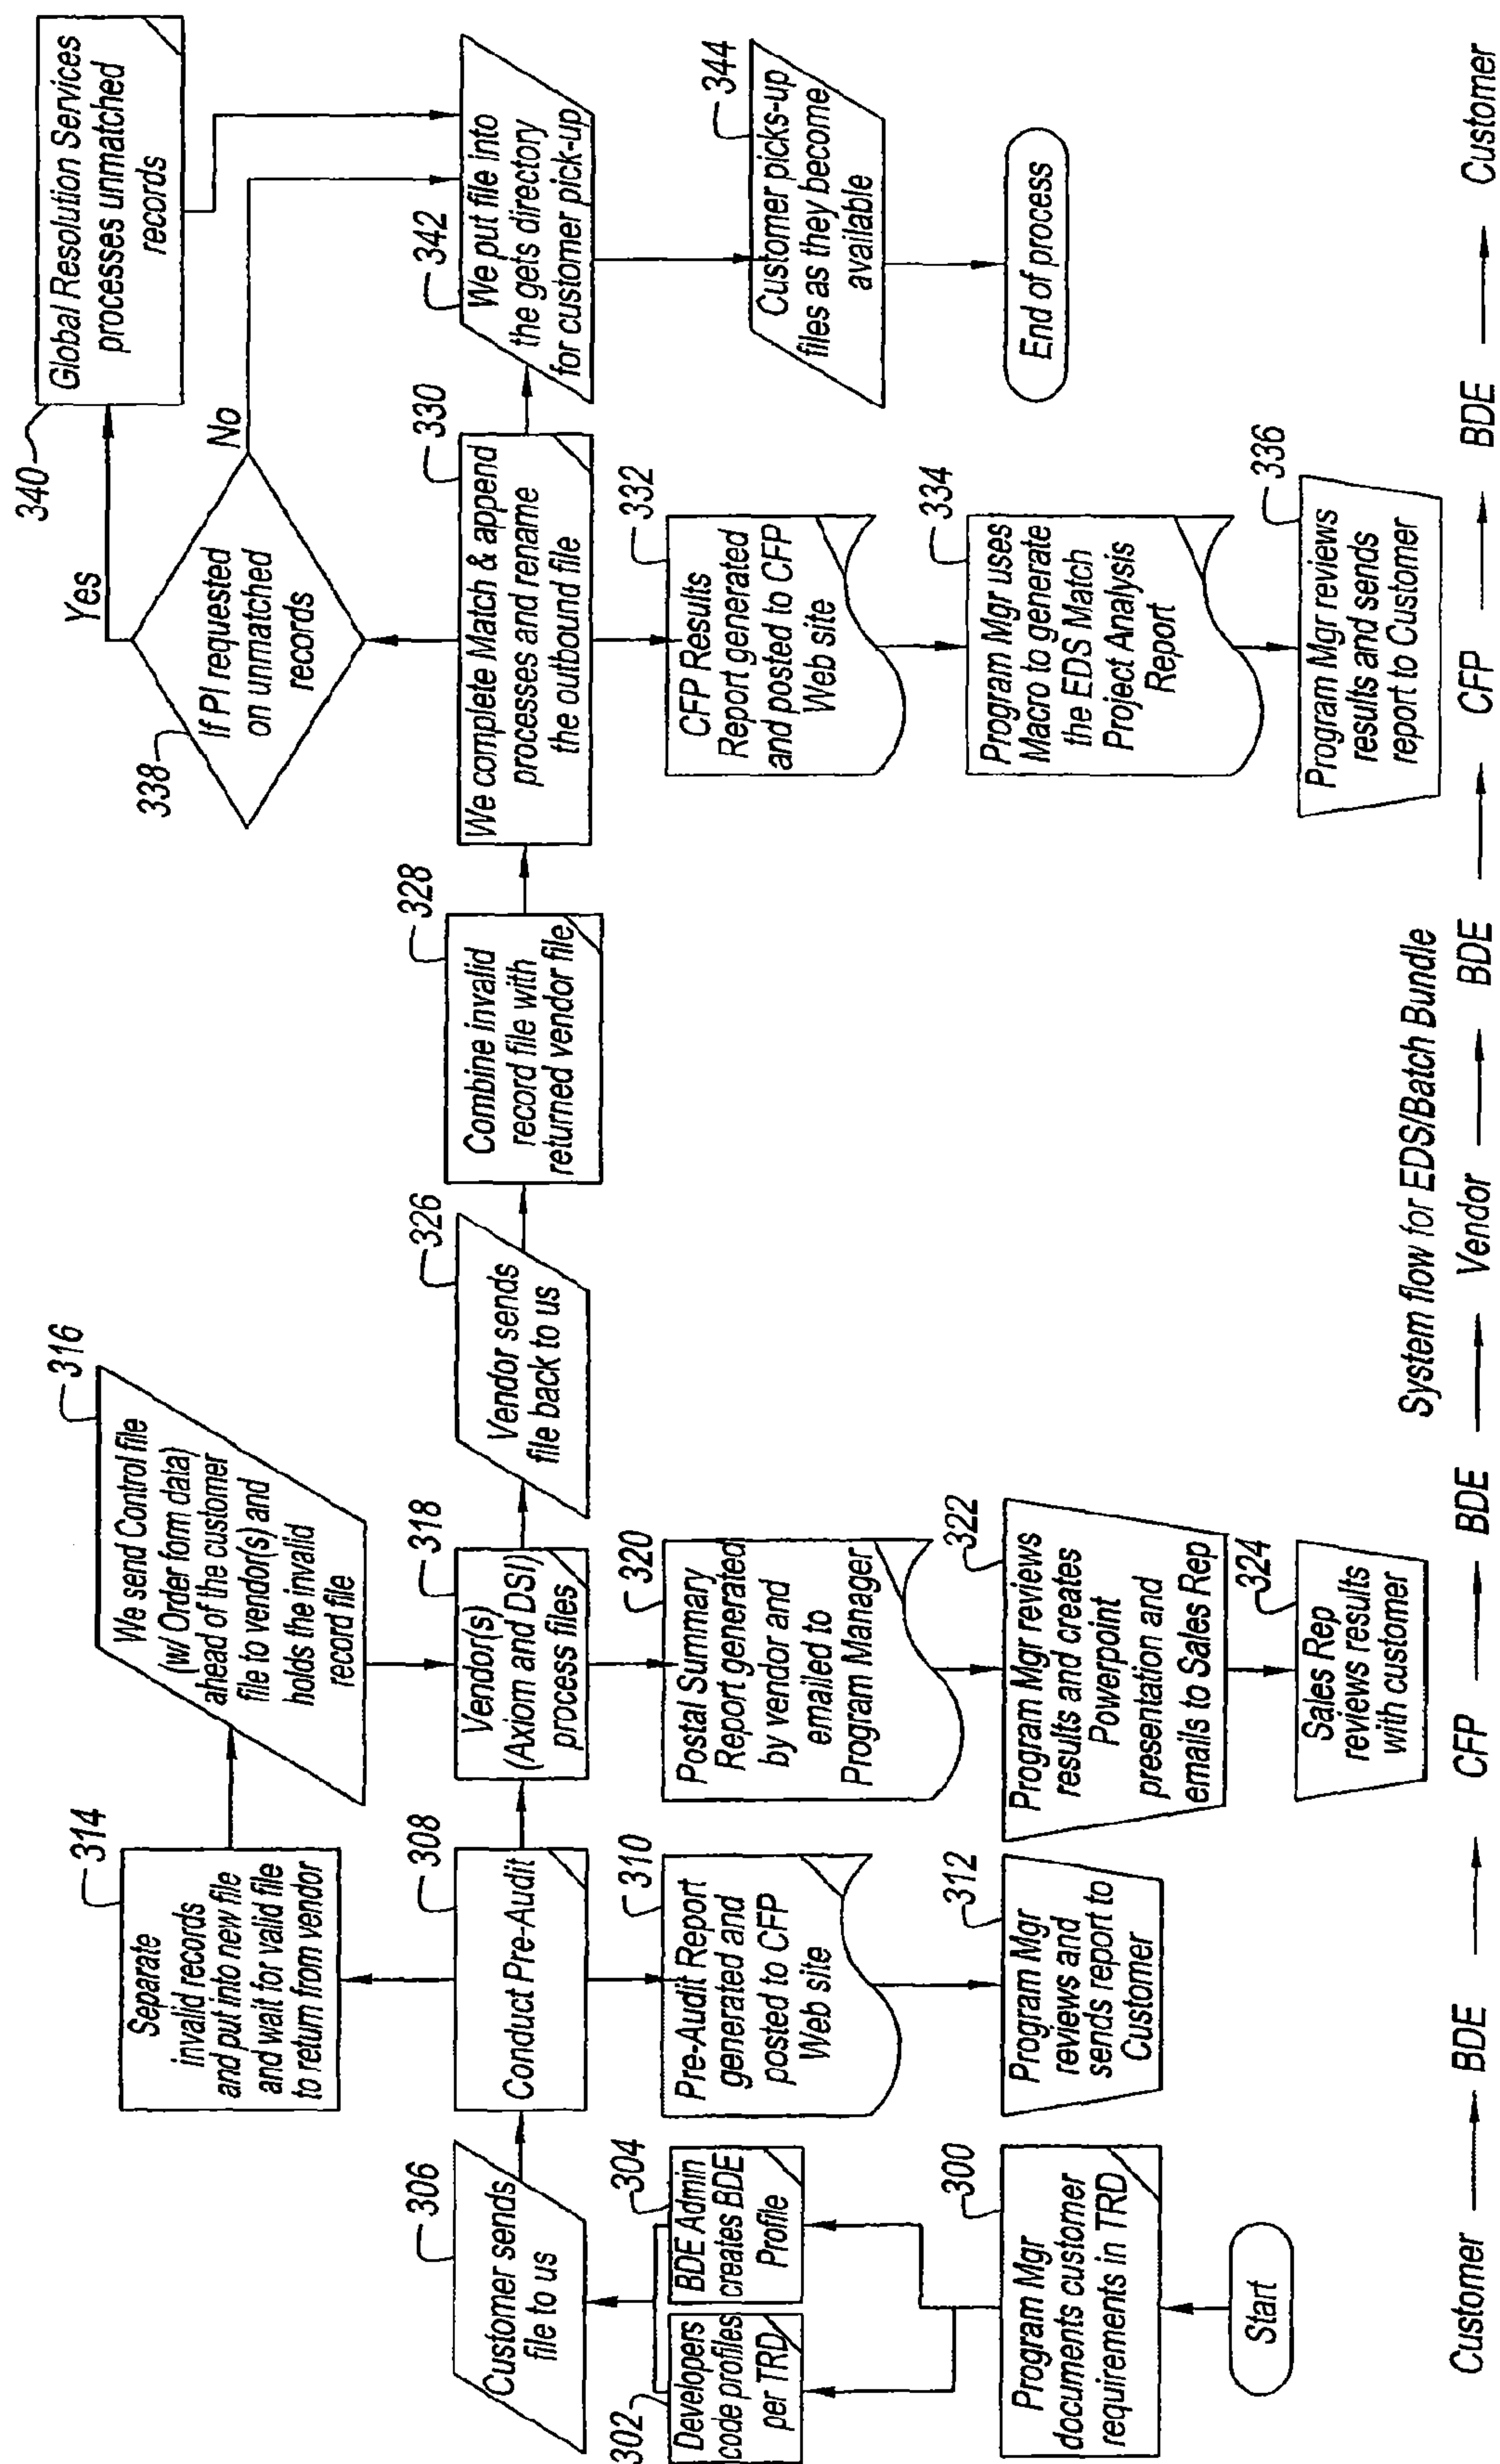 Start
300
Program Mgr
documents customer
requirements in TRD
302
Developers
code profiles
per TRD
304
BDE Admin
creates BDE
Profile
306
Customer sends
file to us
308
Conduct Pre-Audit
310
Pre-Audit Report
generated and
posted to CFP
Web site
312
Program Mgr
reviews and
sends report to
Customer
314
Separate
invalid records
and put into new file
and wait for valid file
to return from vendor
316
We send Control file
(w/ Order form data)
ahead of the customer
file to vendor(s) and
holds the invalid
record file
318
Vendor(s)
(Axiom and DSI)
process files
320
Postal Summary
Report generated
by vendor and
emailed to
Program Manager
322
Program Mgr reviews
results and creates
Powerpoint
presentation and
emails to Sales Rep
324
Sales Rep
reviews results
with customer
326
Vendor sends
file back to us
328
Combine invalid
record file with
returned vendor file
330
We complete Match & append
processes and rename
the outbound file
332
CFP Results
Report generated
and posted to CFP
Web site
334
Program Mgr uses
Macro to generate
the EDS Match
Project Analysis
Report
336
Program Mgr reviews
results and sends
report to Customer
338
If PI requested
on unmatched
records
Yes
No
340
Global Resolution Services
processes unmatched
records
342
We put file into
the gets directory
for customer pick-up
344
Customer picks-up
files as they become
available
End of process
System flow for EDS/Batch Bundle
Customer BDE CFP BDE Vendor BDE CFP BDE Customer